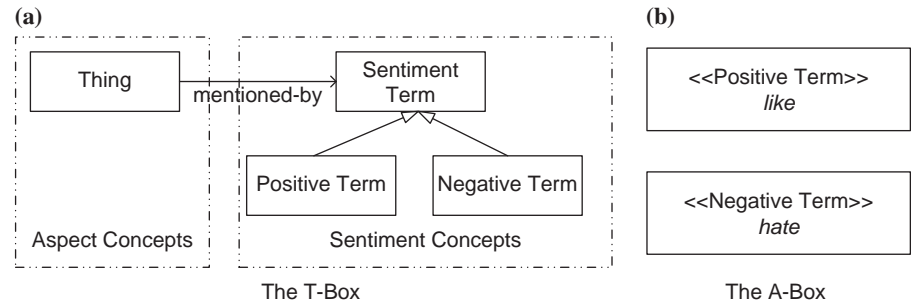 (a)
Thing
mentioned-by
Sentiment
Term
Positive Term
Negative Term
Aspect Concepts
Sentiment Concepts
The T-Box
(b)
<<Positive Term>>
like
<<Negative Term>>
hate
The A-Box